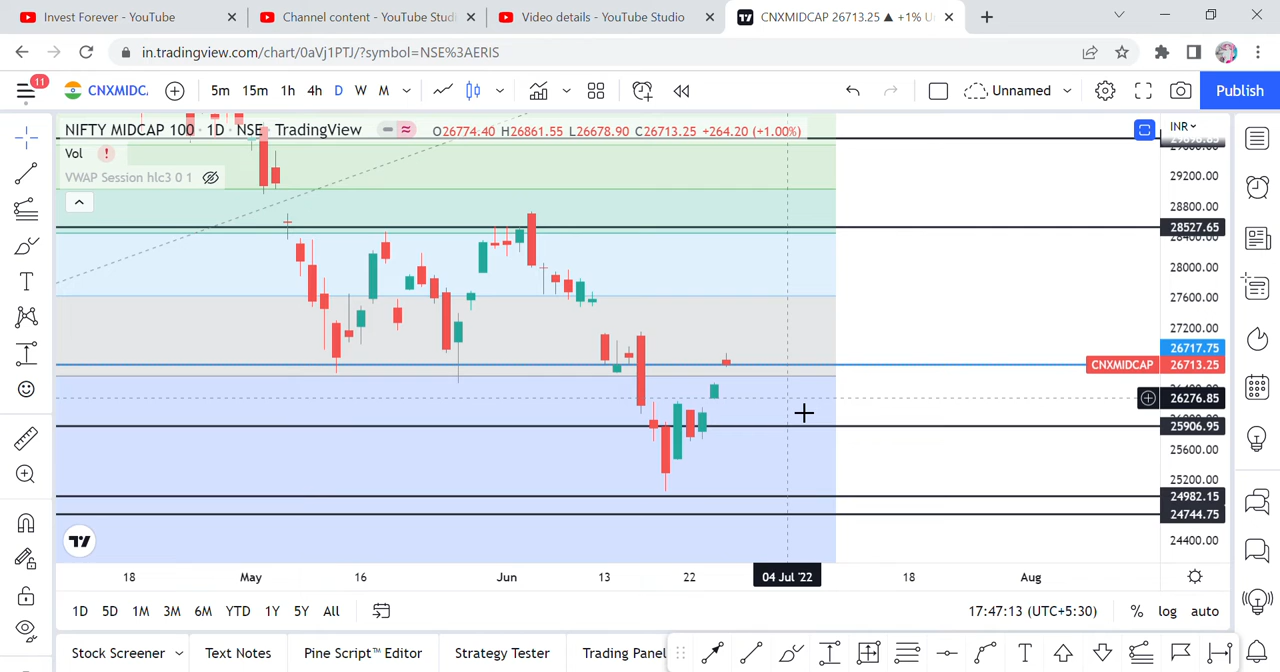 Invest Forever - YouTube
Channel content - YouTube Studi
Video details - YouTube Studio
CNXMIDCAP 26713.25 ▲ +1% U
in.tradingview.com/chart/0aVj1PTJ/?symbol=NSE%3AERIS
11
CNXMIDC
5m 15m 1h 4h D W M
Unnamed
Publish
NIFTY MIDCAP 100 · 1D · NSE TradingView
O26774.40 H26861.55 L26678.90 C26713.25 +264.20 (+1.00%)
INR
Vol !
29200.00
VWAP Session hlc3 0 1
28800.00
28527.65
28000.00
27600.00
27200.00
26717.75
CNXMIDCAP 26713.25
26276.85
25906.95
25600.00
25200.00
24982.15
24744.75
24400.00
18 May 16 Jun 13 22 04 Jul '22 18 Aug
1D 5D 1M 3M 6M YTD 1Y 5Y All
17:47:13 (UTC+5:30) % log auto
Stock Screener Text Notes Pine Script™ Editor Strategy Tester Trading Panel